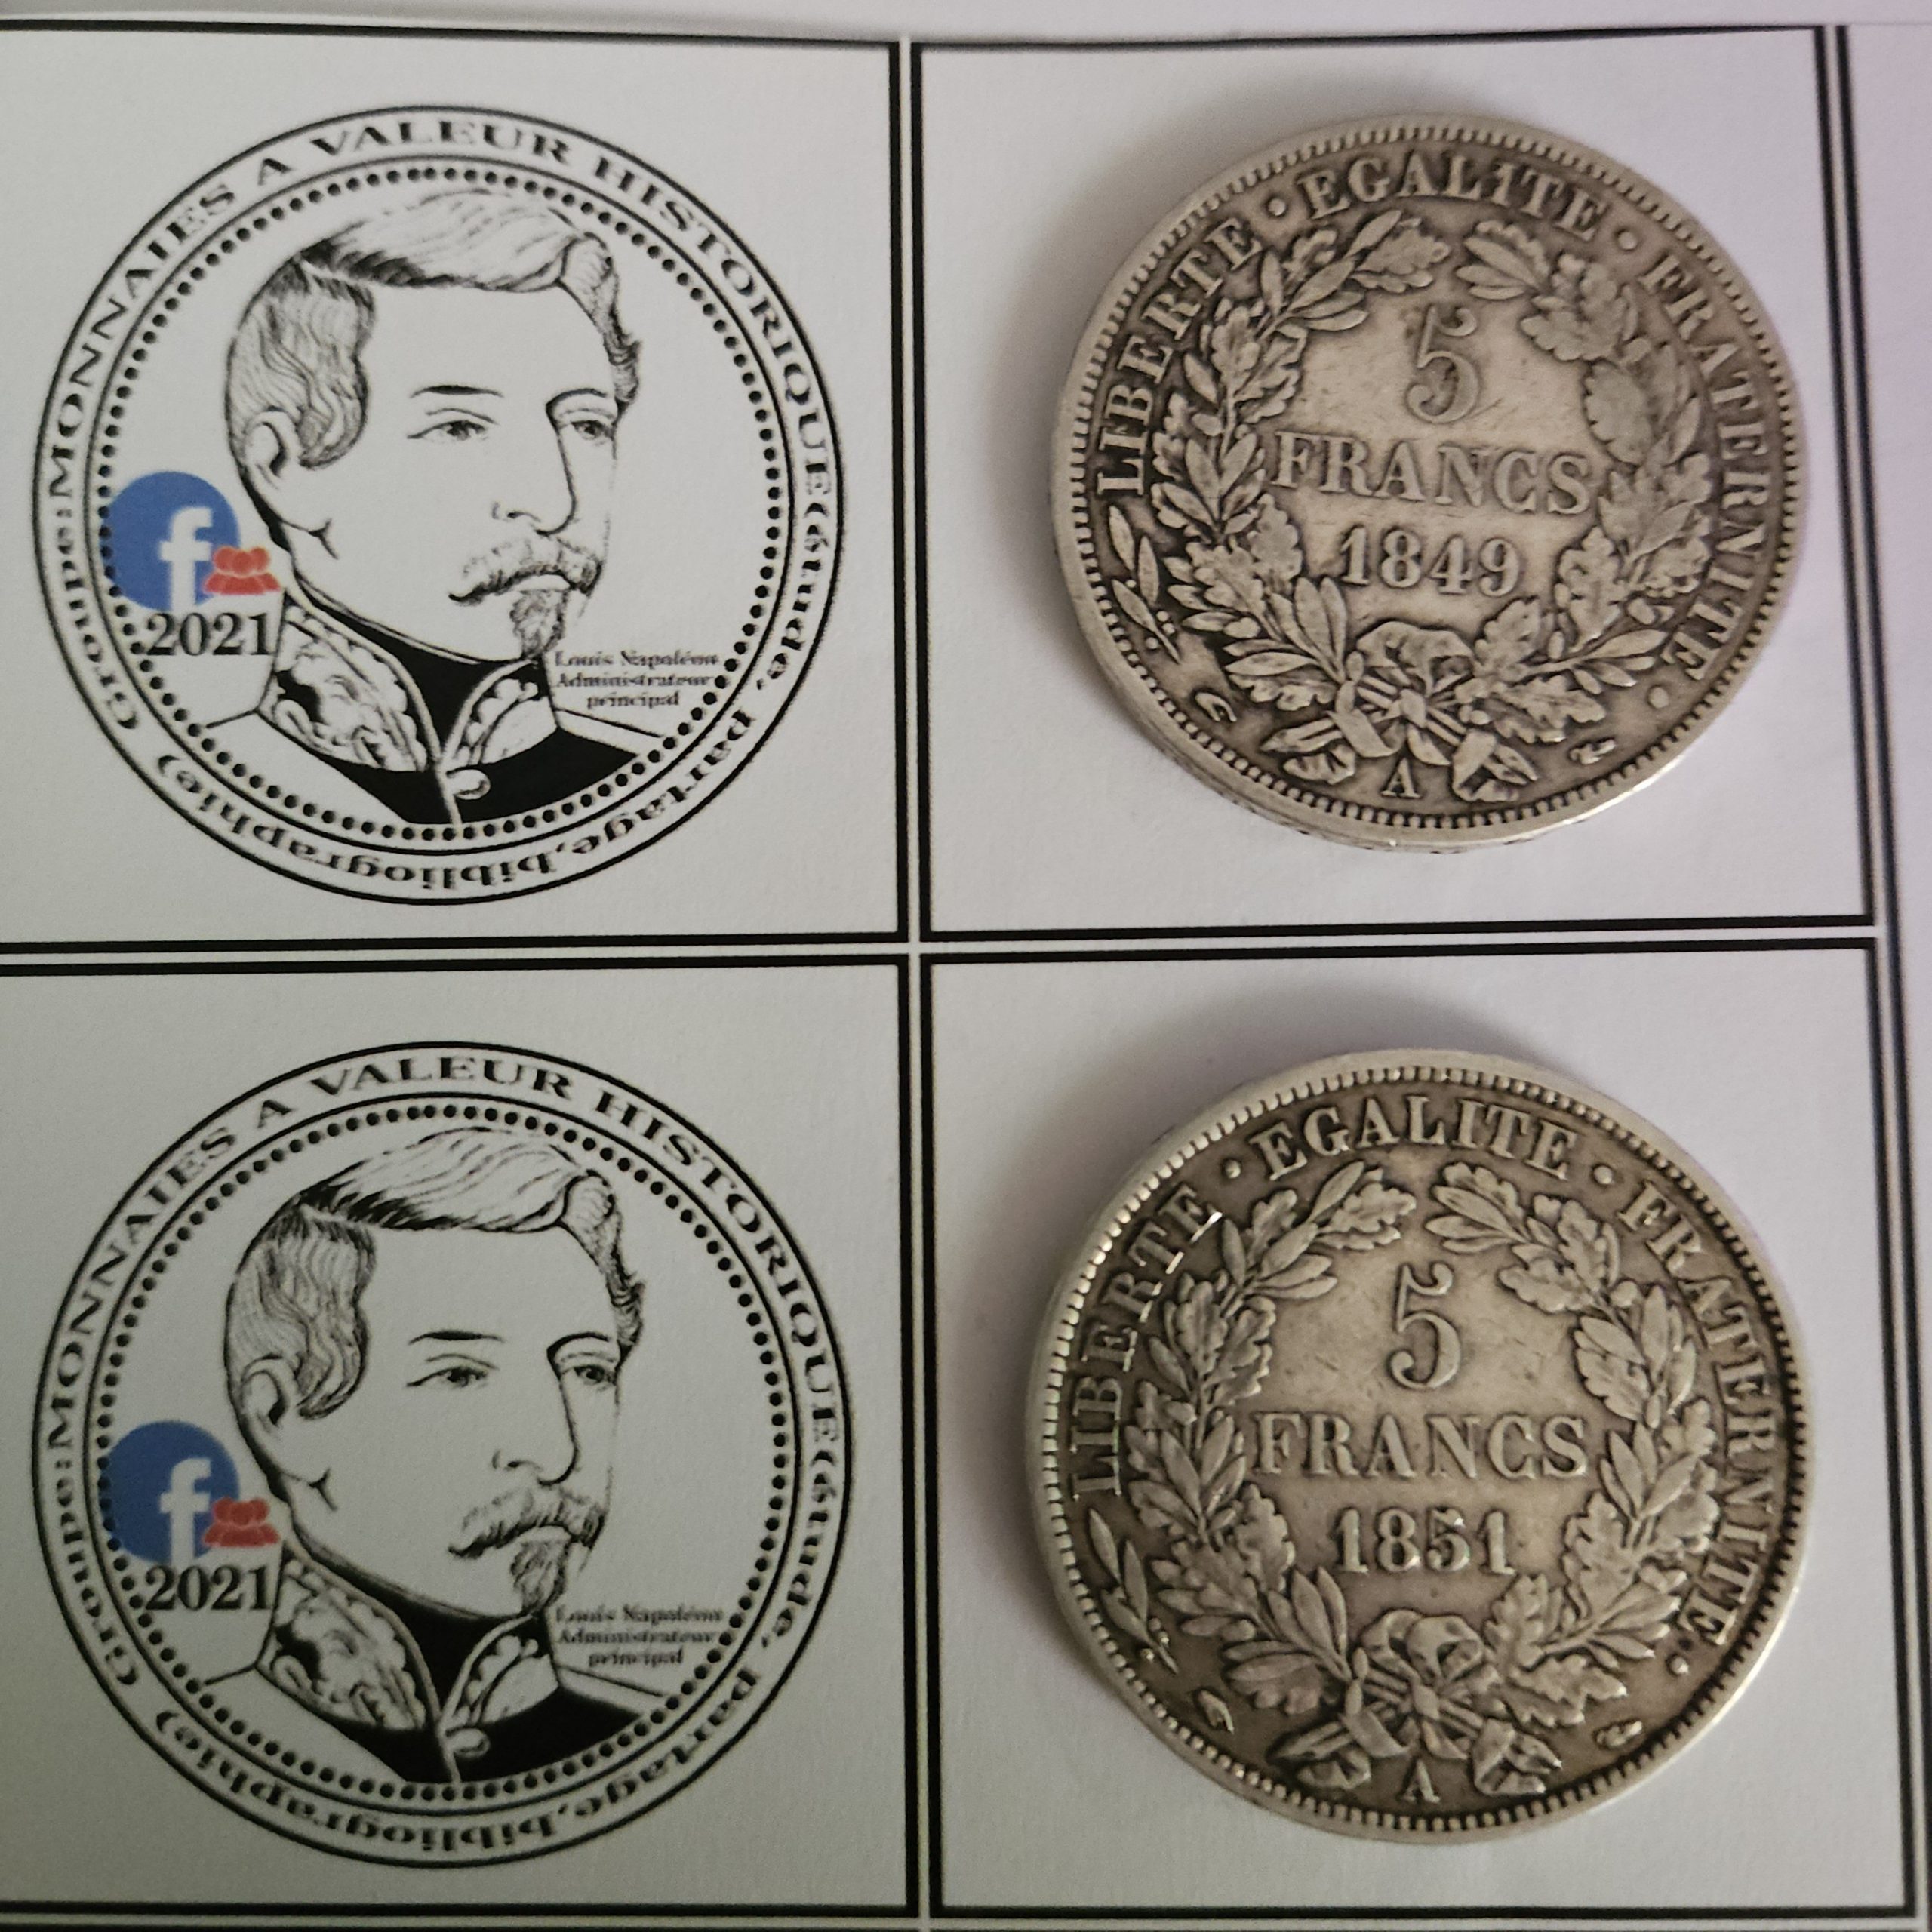 Groupe:MONNAIES A VALEUR HISTORIQUE(étude, partage,bibliographie)
f
2021
Louis Napoléon
Administrateur
principal
LIBERTE · EGALITE · FRATERNITE ·
5
FRANCS
1849
A
Groupe:MONNAIES A VALEUR HISTORIQUE(étude, partage,bibliographie)
f
2021
Louis Napoléon
Administrateur
principal
LIBERTE · EGALITE · FRATERNITE ·
5
FRANCS
1851
A